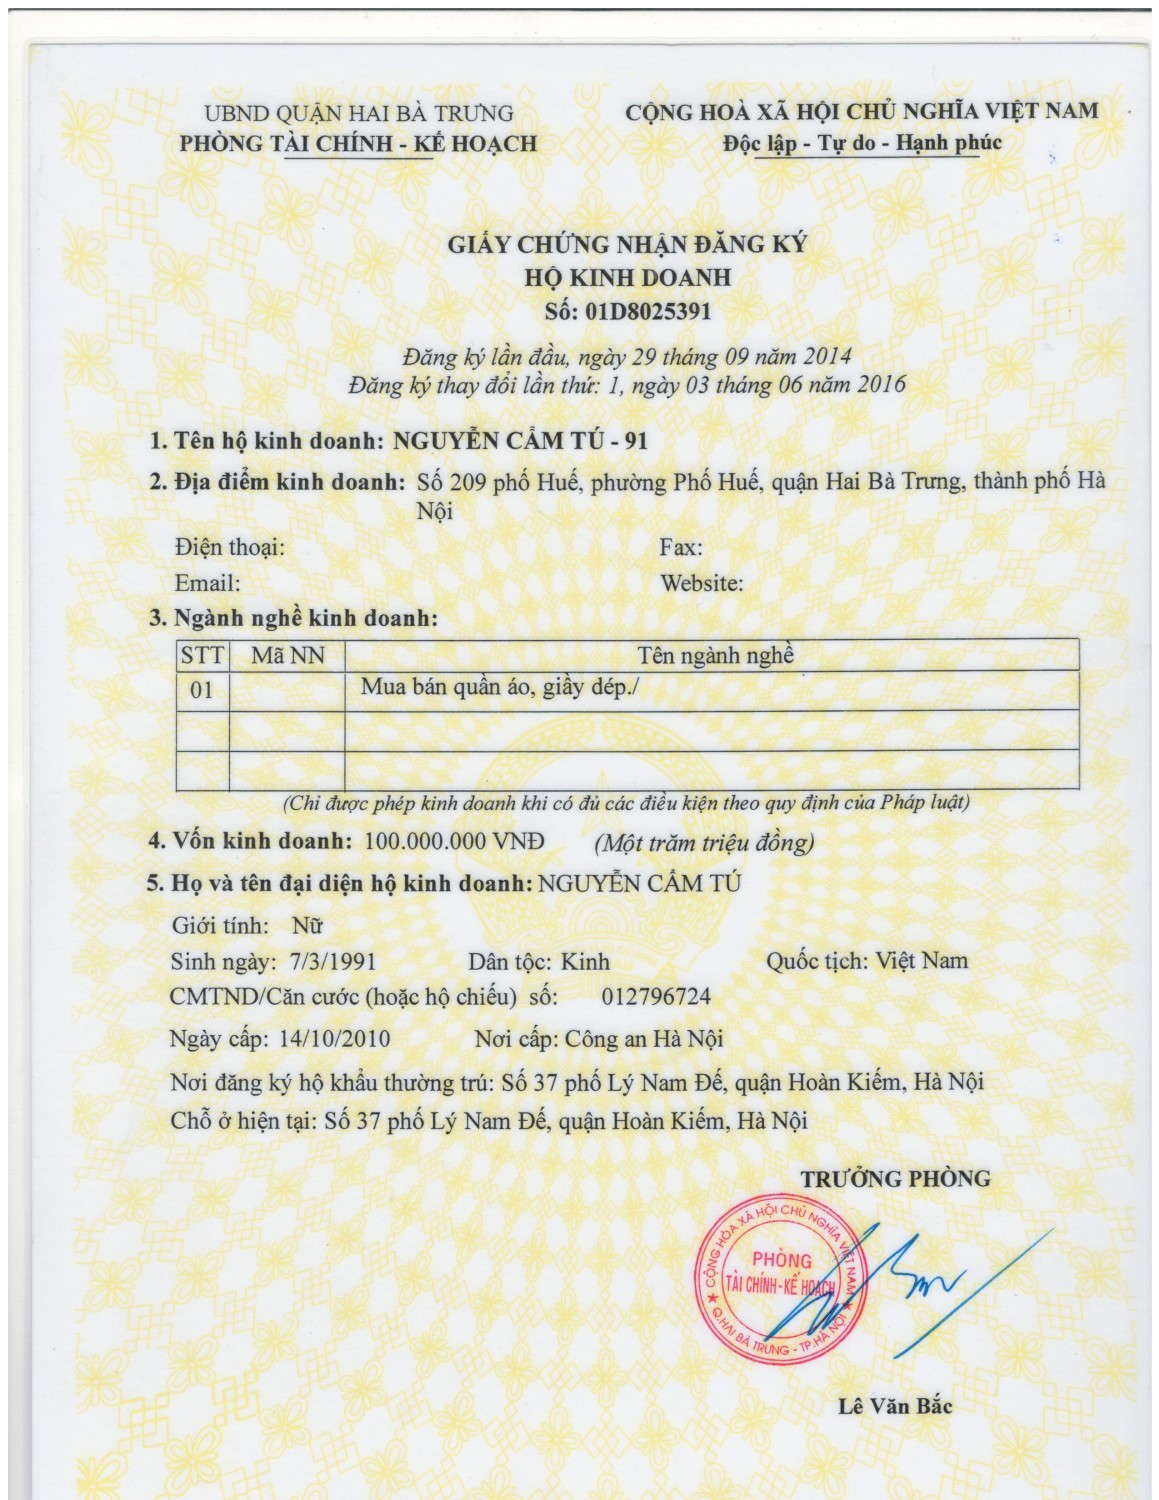 UBND QUẬN HAI BÀ TRƯNG
PHÒNG TÀI CHÍNH - KẾ HOẠCH
CỘNG HOÀ XÃ HỘI CHỦ NGHĨA VIỆT NAM
Độc lập - Tự do - Hạnh phúc
GIẤY CHỨNG NHẬN ĐĂNG KÝ
HỘ KINH DOANH
Số: 01D8025391
Đăng ký lần đầu, ngày 29 tháng 09 năm 2014
Đăng ký thay đổi lần thứ: 1, ngày 03 tháng 06 năm 2016
1. Tên hộ kinh doanh: NGUYỄN CẨM TÚ - 91
2. Địa điểm kinh doanh: Số 209 phố Huế, phường Phố Huế, quận Hai Bà Trưng, thành phố Hà
Nội
Điện thoại: Fax:
Email: Website:
3. Ngành nghề kinh doanh:
STT Mã NN Tên ngành nghề
01 Mua bán quần áo, giầy dép./
(Chỉ được phép kinh doanh khi có đủ các điều kiện theo quy định của Pháp luật)
4. Vốn kinh doanh: 100.000.000 VNĐ (Một trăm triệu đồng)
5. Họ và tên đại diện hộ kinh doanh: NGUYỄN CẨM TÚ
Giới tính: Nữ
Sinh ngày: 7/3/1991 Dân tộc: Kinh Quốc tịch: Việt Nam
CMTND/Căn cước (hoặc hộ chiếu) số: 012796724
Ngày cấp: 14/10/2010 Nơi cấp: Công an Hà Nội
Nơi đăng ký hộ khẩu thường trú: Số 37 phố Lý Nam Đế, quận Hoàn Kiếm, Hà Nội
Chỗ ở hiện tại: Số 37 phố Lý Nam Đế, quận Hoàn Kiếm, Hà Nội
TRƯỞNG PHÒNG
CỘNG HÒA XÃ HỘI CHỦ NGHĨA VIỆT NAM
PHÒNG
TÀI CHÍNH - KẾ HOẠCH
Q.HAI BÀ TRƯNG - TP.HÀ NỘI
Lê Văn Bắc